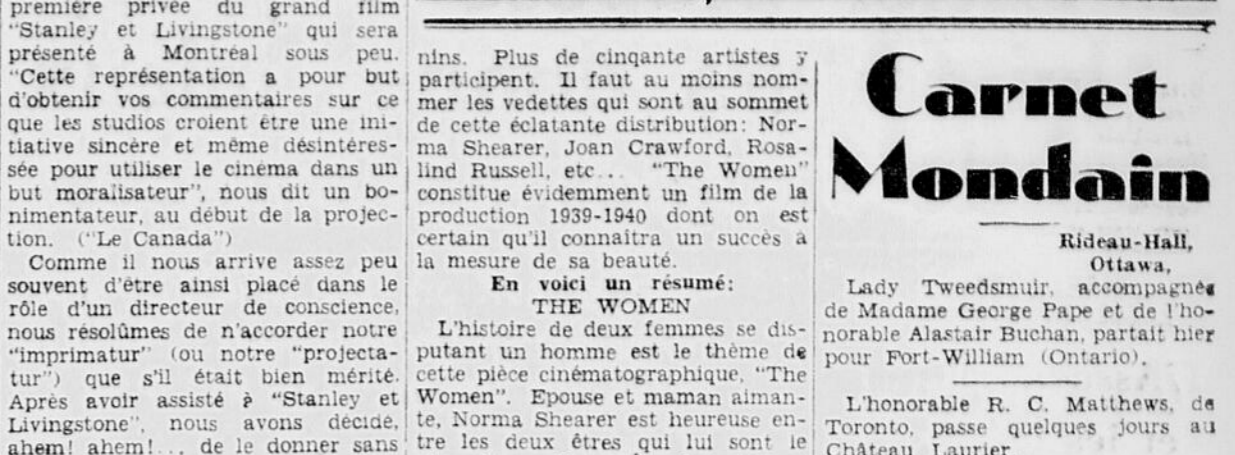 première privée du grand film
"Stanley et Livingstone" qui sera
présenté à Montréal sous peu.
"Cette représentation a pour but
d'obtenir vos commentaires sur ce
que les studios croient être une ini-
tiative sincère et même désintéres-
sée pour utiliser le cinéma dans un
but moralisateur", nous dit un bo-
nimentateur, au début de la projec-
tion. ("Le Canada")
Comme il nous arrive assez peu
souvent d'être ainsi placé dans le
rôle d'un directeur de conscience,
nous résolûmes de n'accorder notre
"imprimatur" (ou notre "projecta-
tur") que s'il était bien mérité.
Après avoir assisté à "Stanley et
Livingstone", nous avons décidé,
ahem! ahem!... de le donner sans
nins. Plus de cinqante artistes y
participent. Il faut au moins nom-
mer les vedettes qui sont au sommet
de cette éclatante distribution: Nor-
ma Shearer, Joan Crawford, Rosa-
lind Russell, etc... "The Women"
constitue évidemment un film de la
production 1939-1940 dont on est
certain qu'il connaitra un succès à
la mesure de sa beauté.
En voici un résumé:
THE WOMEN
L'histoire de deux femmes se dis-
putant un homme est le thème de
cette pièce cinématographique, "The
Women". Epouse et maman aiman-
te, Norma Shearer est heureuse en-
tre les deux êtres qui lui sont le
Carnet
Mondain
Rideau-Hall,
Ottawa,
Lady Tweedsmuir, accompagnée
de Madame George Pape et de l'ho-
norable Alastair Buchan, partait hier
pour Fort-William (Ontario).
L'honorable R. C. Matthews, de
Toronto, passe quelques jours au
Château Laurier